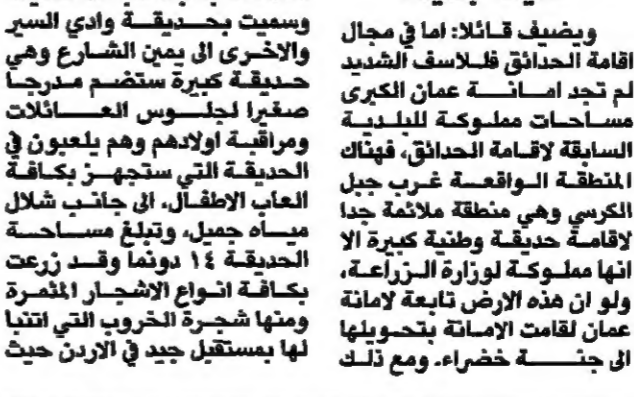 ويضيف قائلا: اما في مجال
اقامة الحدائق فللاسف الشديد
لم تجد امانة عمان الكبرى
مساحات مملوكة للبلدية
السابقة لاقامة الحدائق، فهناك
المنطقة الواقعة غرب جبل
الكرسي وهي منطقة ملائمة جدا
لاقامة حديقة وطنية كبيرة الا
انها مملوكة لوزارة الزراعة،
ولو ان هذه الارض تابعة لامانة
عمان لقامت الامانة بتحويلها
الى جنة خضراء. ومع ذلك
وسميت بحديقة وادي السير
والاخرى الى يمين الشارع وهي
حديقة كبيرة ستضم مدرجا
صغيرا لجلوس العائلات
ومراقبة اولادهم وهم يلعبون في
الحديقة التي ستجهز بكافة
العاب الاطفال، الى جانب شلال
مياه جميل، وتبلغ مساحة
الحديقة ١٤ دونما وقد زرعت
بكافة انواع الاشجار المثمرة
ومنها شجرة الخروب التي اتنبا
لها بمستقبل جيد في الاردن حيث